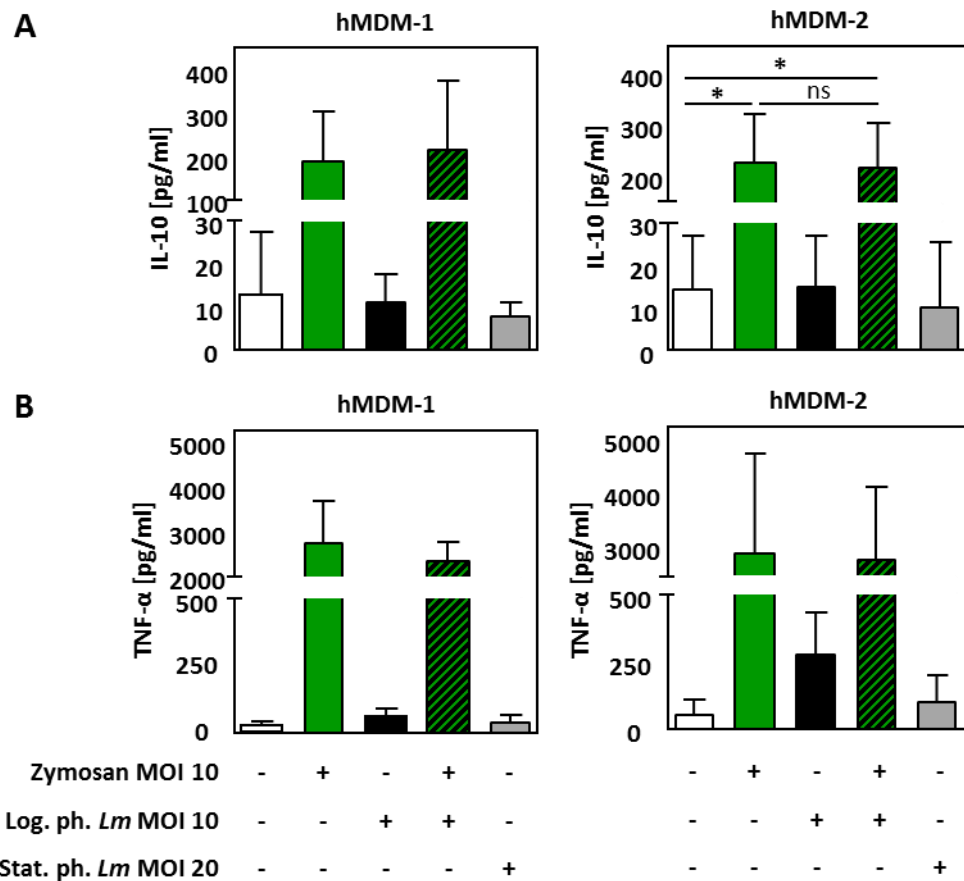 A
hMDM-1
hMDM-2
IL-10 [pg/ml]
400
300
200
100
30
20
10
0
IL-10 [pg/ml]
400
300
200
30
20
10
0
*
* ns
B
hMDM-1
hMDM-2
TNF-α [pg/ml]
5000
4000
3000
2000
500
250
0
TNF-α [pg/ml]
5000
4000
3000
500
250
0
Zymosan MOI 10 - + - + - - + - + -
Log. ph. Lm MOI 10 - - + + - - - + + -
Stat. ph. Lm MOI 20 - - - - + - - - - +